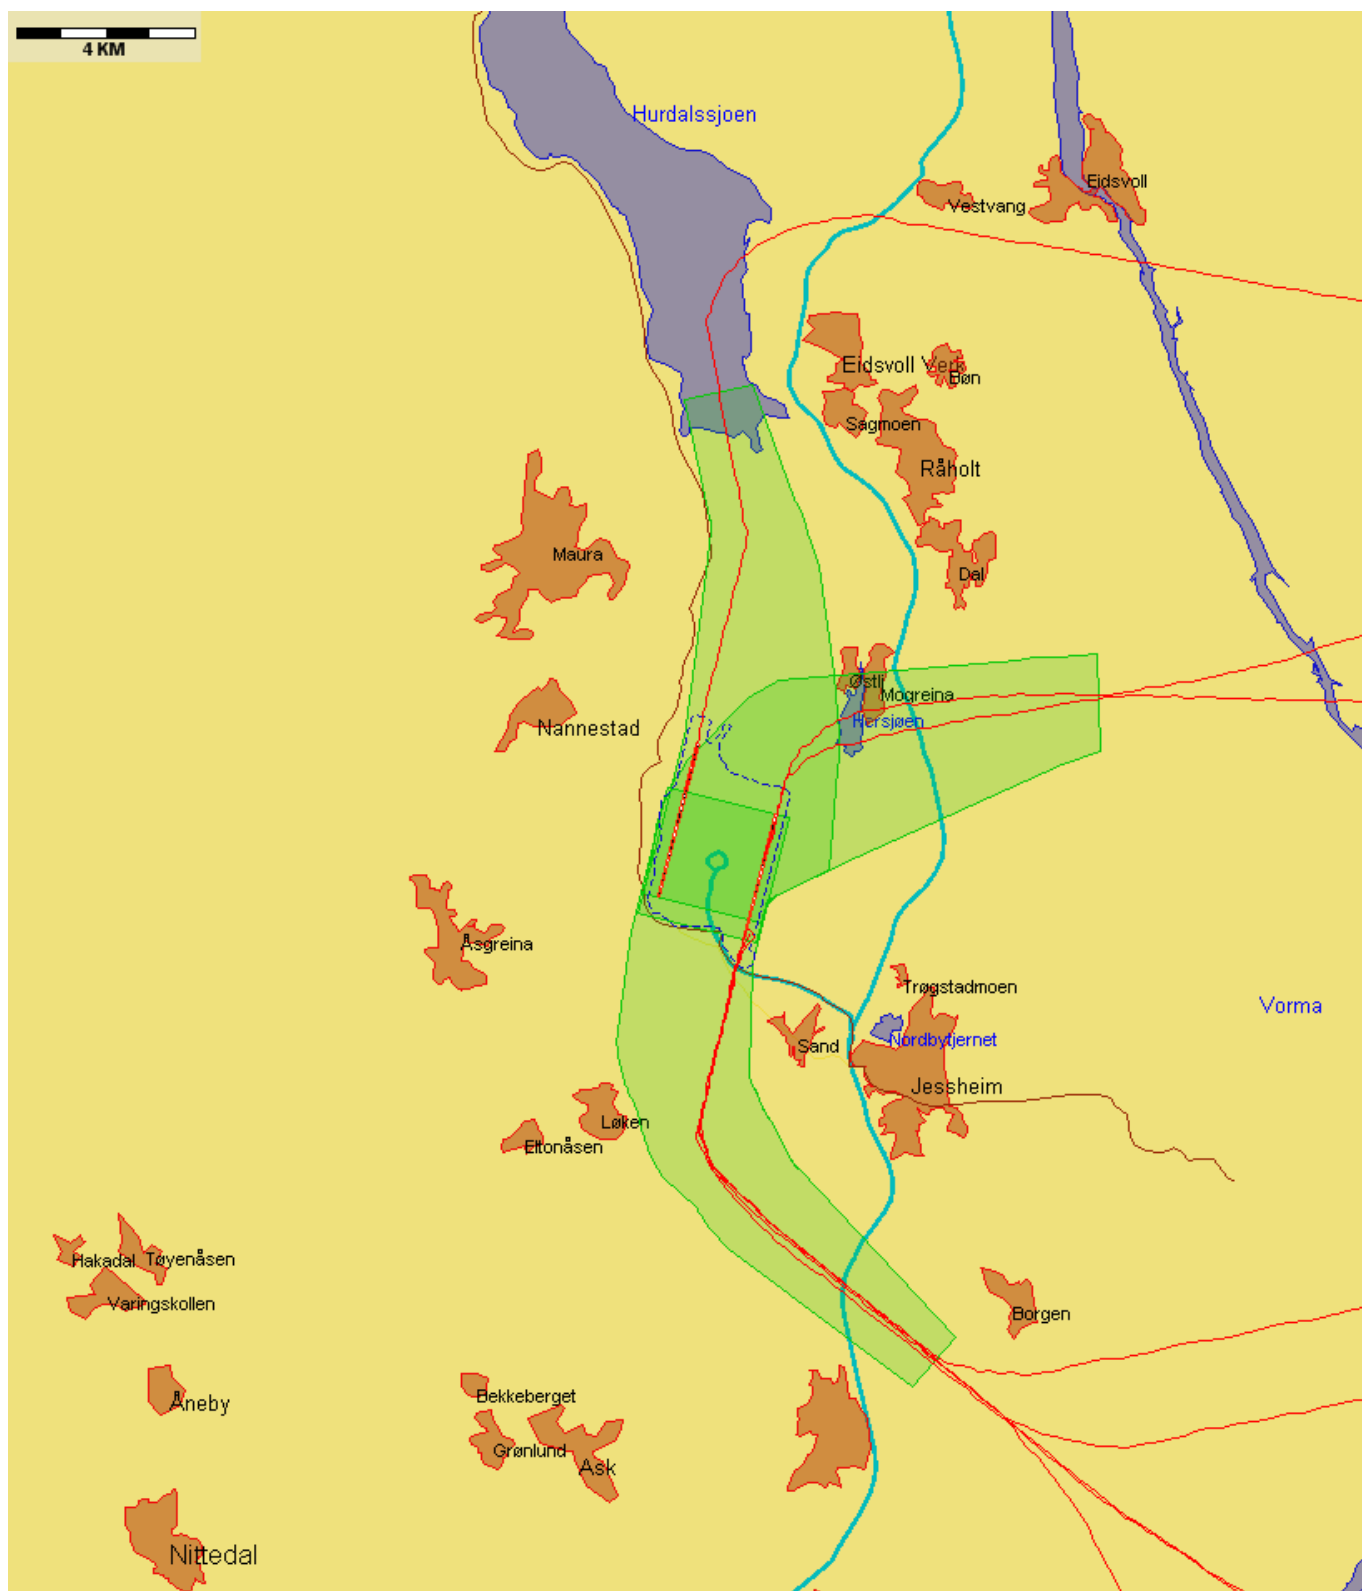 4 KM
Hurdalssjoen
Eidsvoll
Vestvang
Eidsvoll Verk
Bøn
Sagmoen
Råholt
Maura
Dal
Østli
Mogreina
Hersjøen
Nannestad
Åsgreina
Trøgstadmoen
Vorma
Nordbytjernet
Sand
Jessheim
Løken
Eltonåsen
Hakadal
Tøyenåsen
Varingskollen
Borgen
Bekkeberget
Åneby
Grønlund
Ask
Nittedal